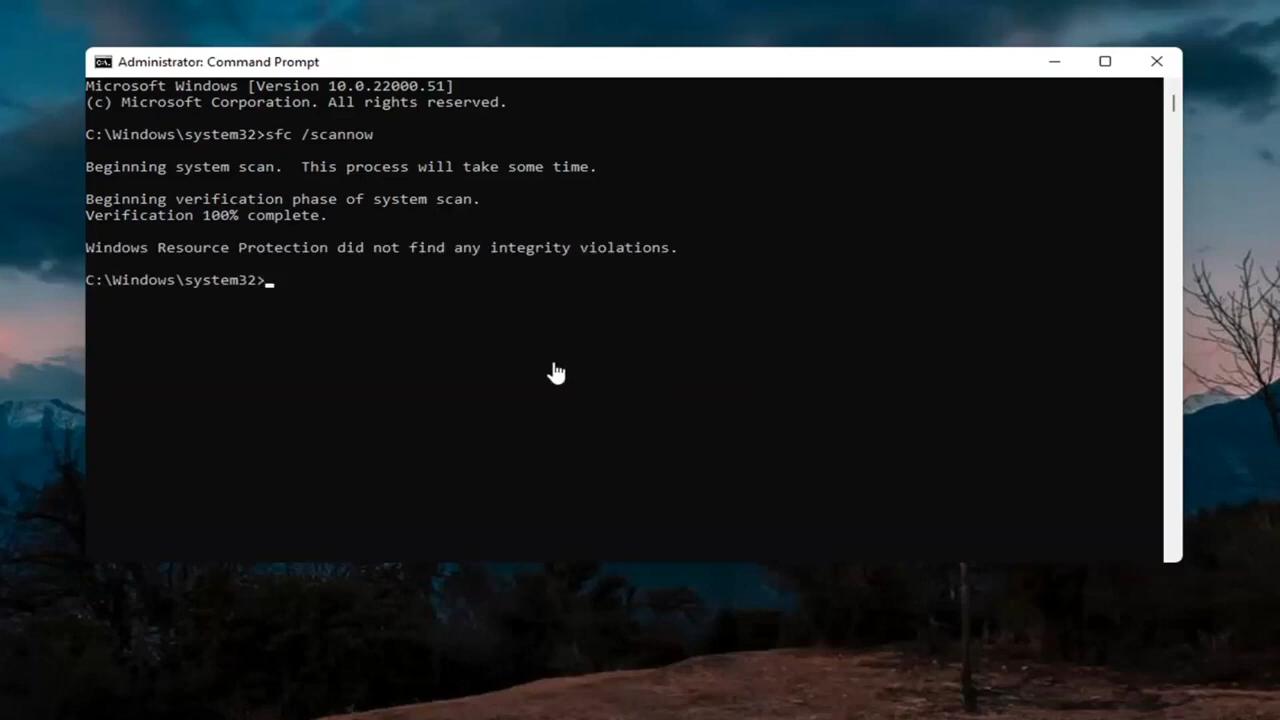 Administrator: Command Prompt
Microsoft Windows [Version 10.0.22000.51]
(c) Microsoft Corporation. All rights reserved.
C:\Windows\system32>sfc /scannow
Beginning system scan.  This process will take some time.
Beginning verification phase of system scan.
Verification 100% complete.
Windows Resource Protection did not find any integrity violations.
C:\Windows\system32>